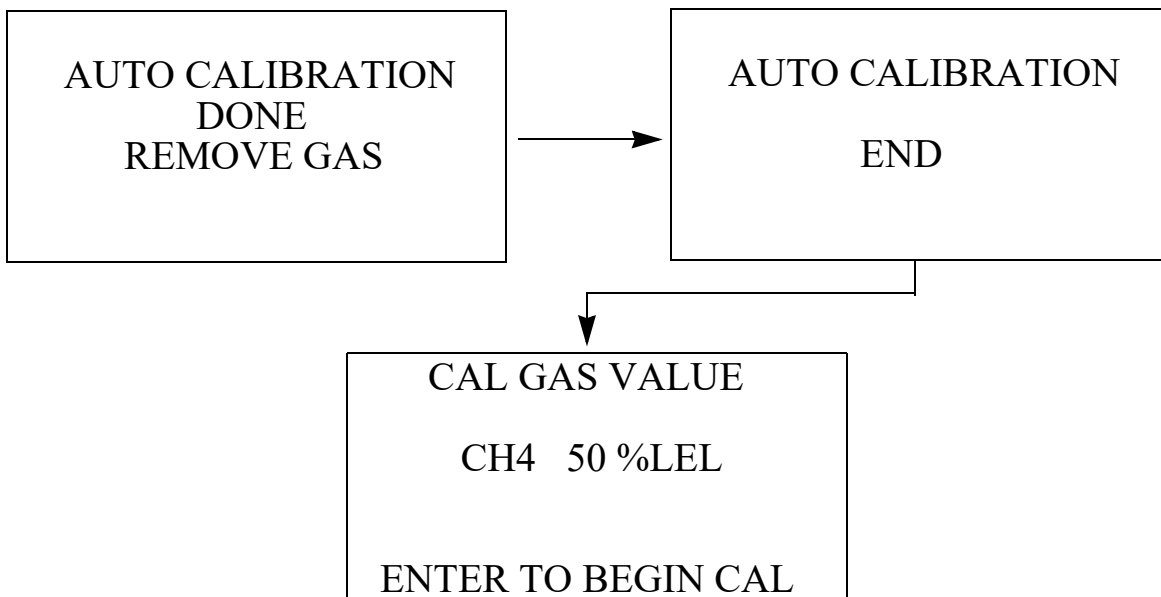 AUTO CALIBRATION
DONE
REMOVE GAS
AUTO CALIBRATION
END
CAL GAS VALUE
CH4 50 %LEL
ENTER TO BEGIN CAL